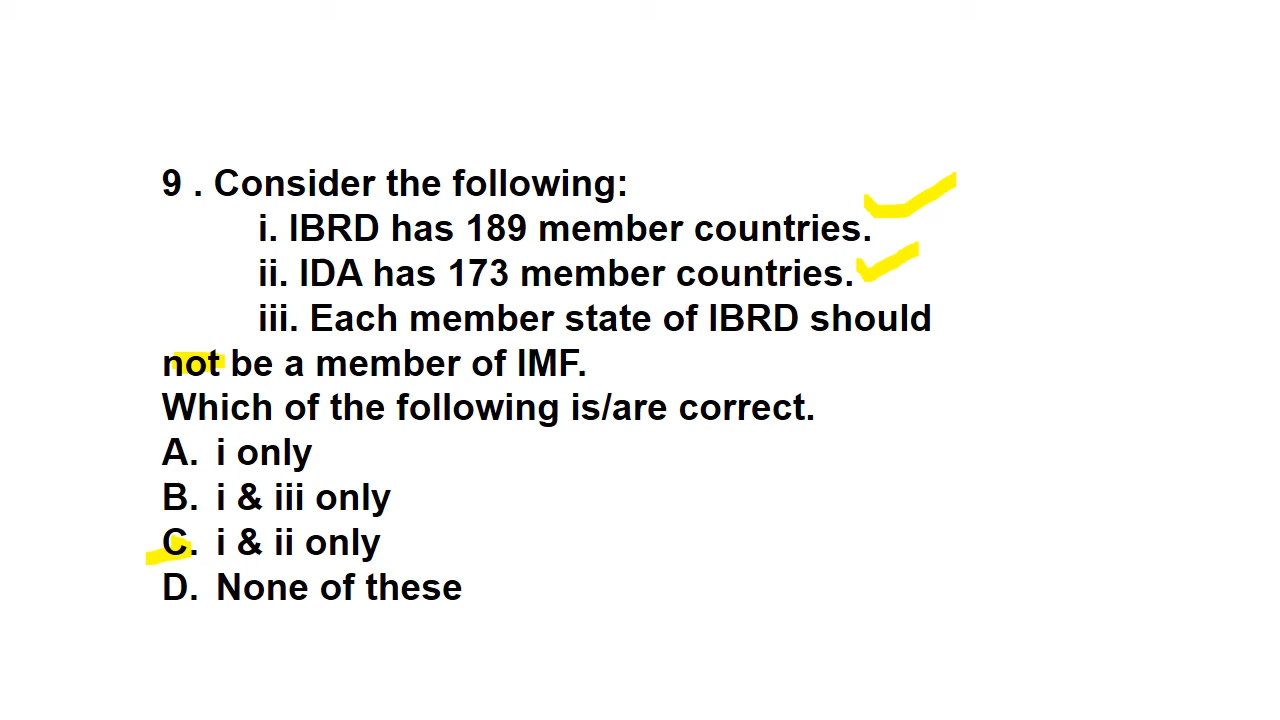 9 . Consider the following:
i. IBRD has 189 member countries.
ii. IDA has 173 member countries.
iii. Each member state of IBRD should
not be a member of IMF.
Which of the following is/are correct.
A. i only
B. i & iii only
C. i & ii only
D. None of these